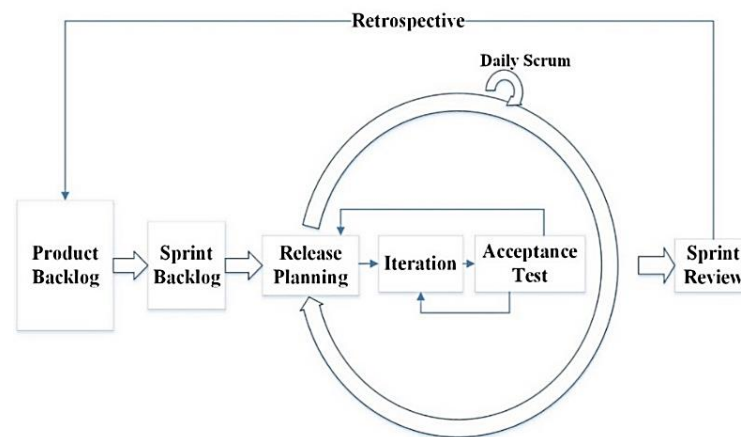 Retrospective
Daily Scrum
Product
Backlog
Sprint
Backlog
Release
Planning
Iteration
Acceptance
Test
Sprint
Review